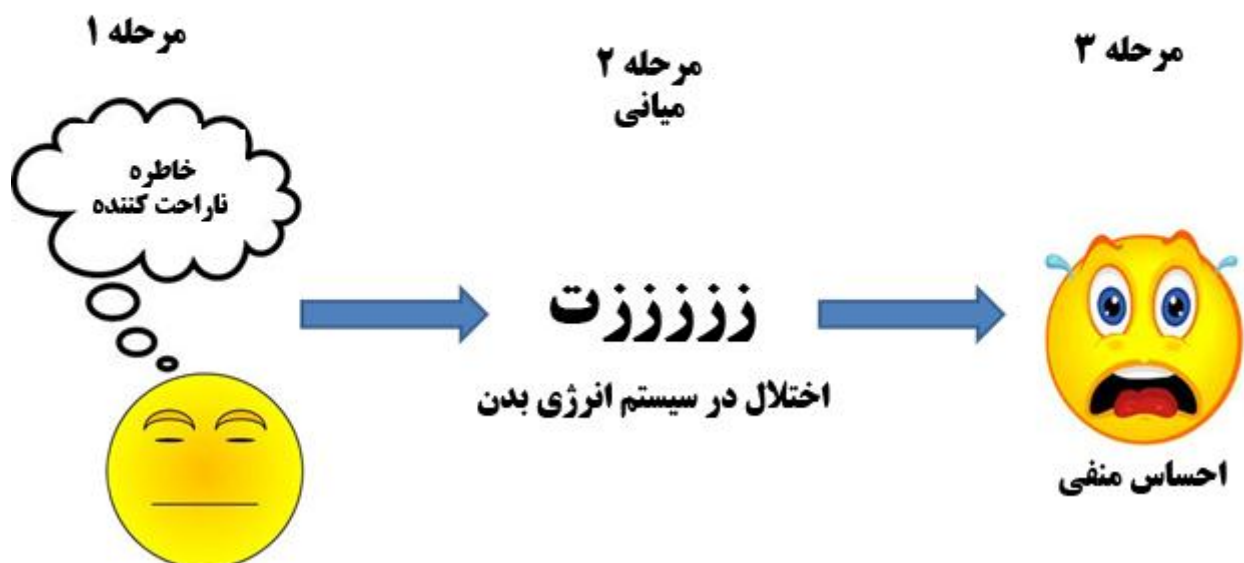 مرحله ۱
خاطره
ناراحت کننده
مرحله ۲
میانی
زززززت
اختلال در سیستم انرژی بدن
مرحله ۳
احساس منفی